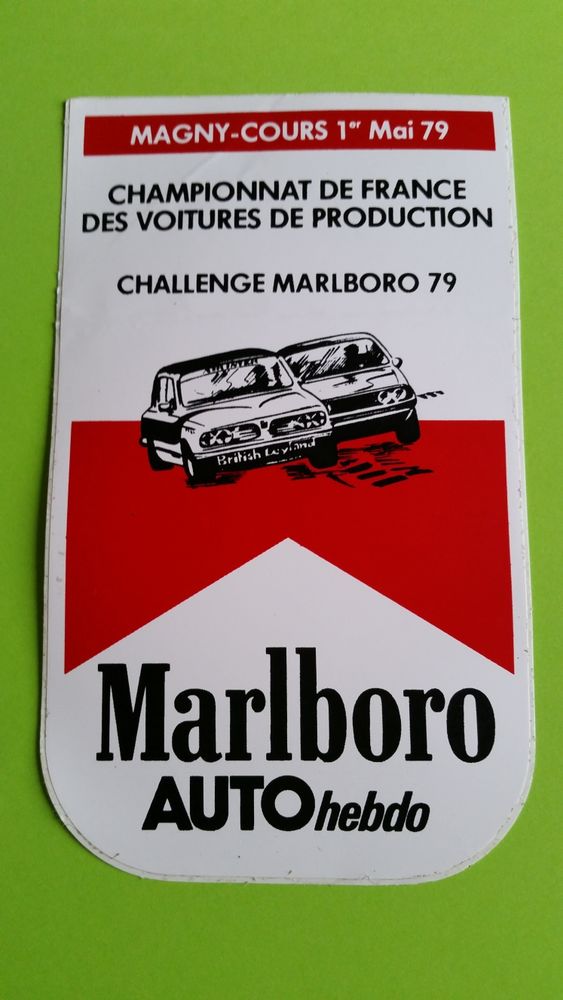 MAGNY-COURS 1er Mai 79
CHAMPIONNAT DE FRANCE
DES VOITURES DE PRODUCTION
CHALLENGE MARLBORO 79
British Leyland
Marlboro
AUTOhebdo